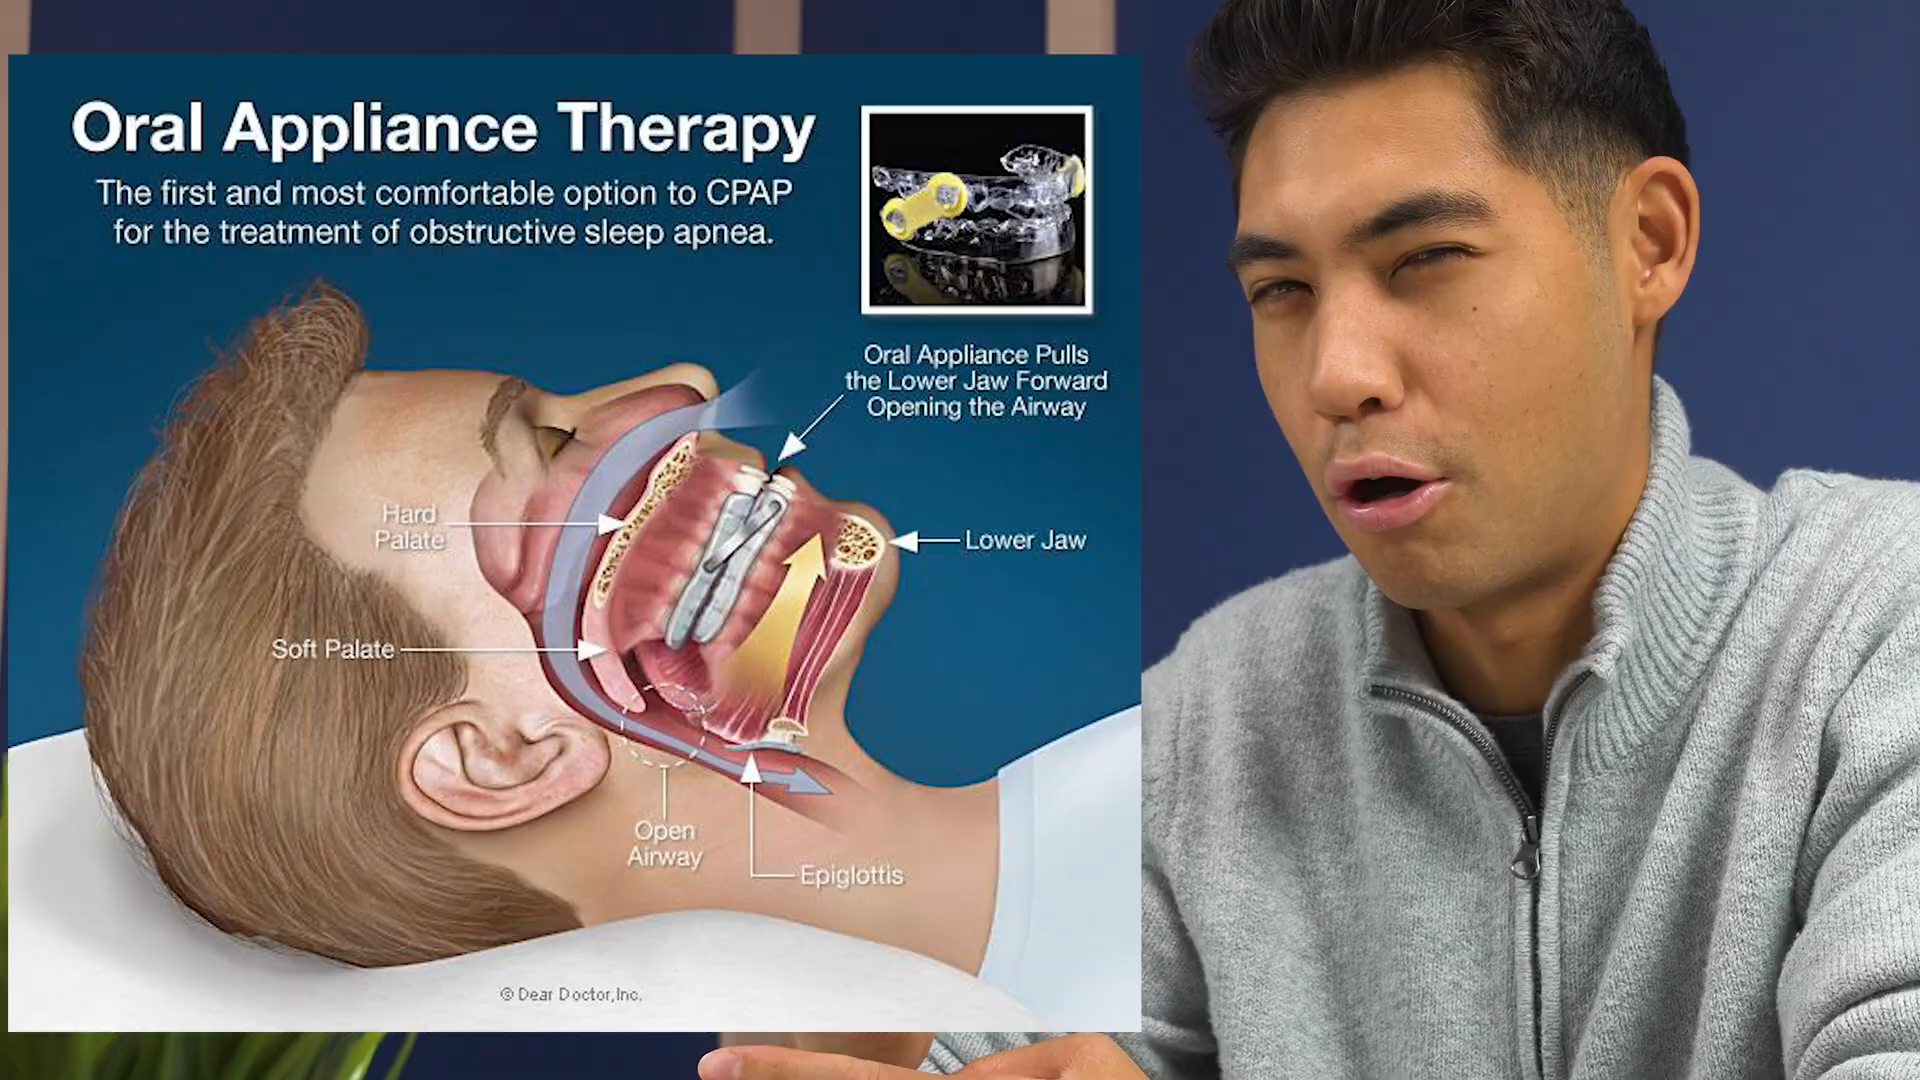 Oral Appliance Therapy
The first and most comfortable option to CPAP
for the treatment of obstructive sleep apnea.
Oral Appliance Pulls
the Lower Jaw Forward
Opening the Airway
Hard
Palate
Lower Jaw
Soft Palate
Open
Airway
Epiglottis
© Dear Doctor, Inc.